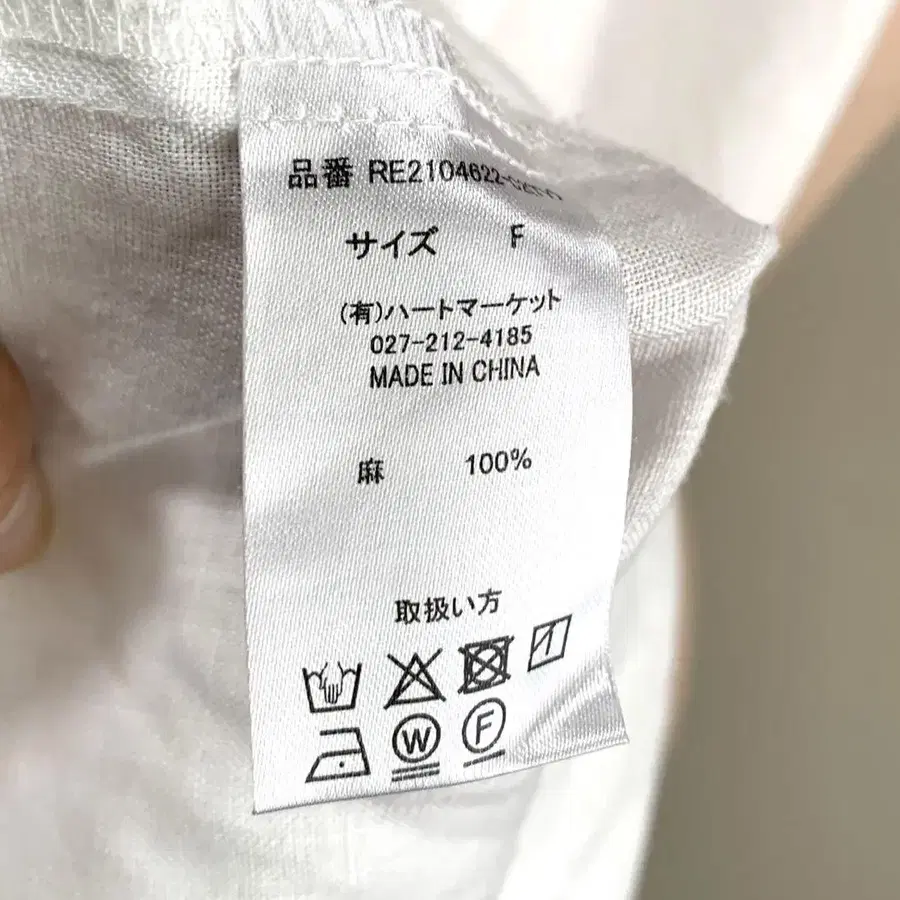 品番 RE2104622
サイズ F
(有)ハートマーケット
027-212-4185
MADE IN CHINA
麻 100%
取扱い方
W F